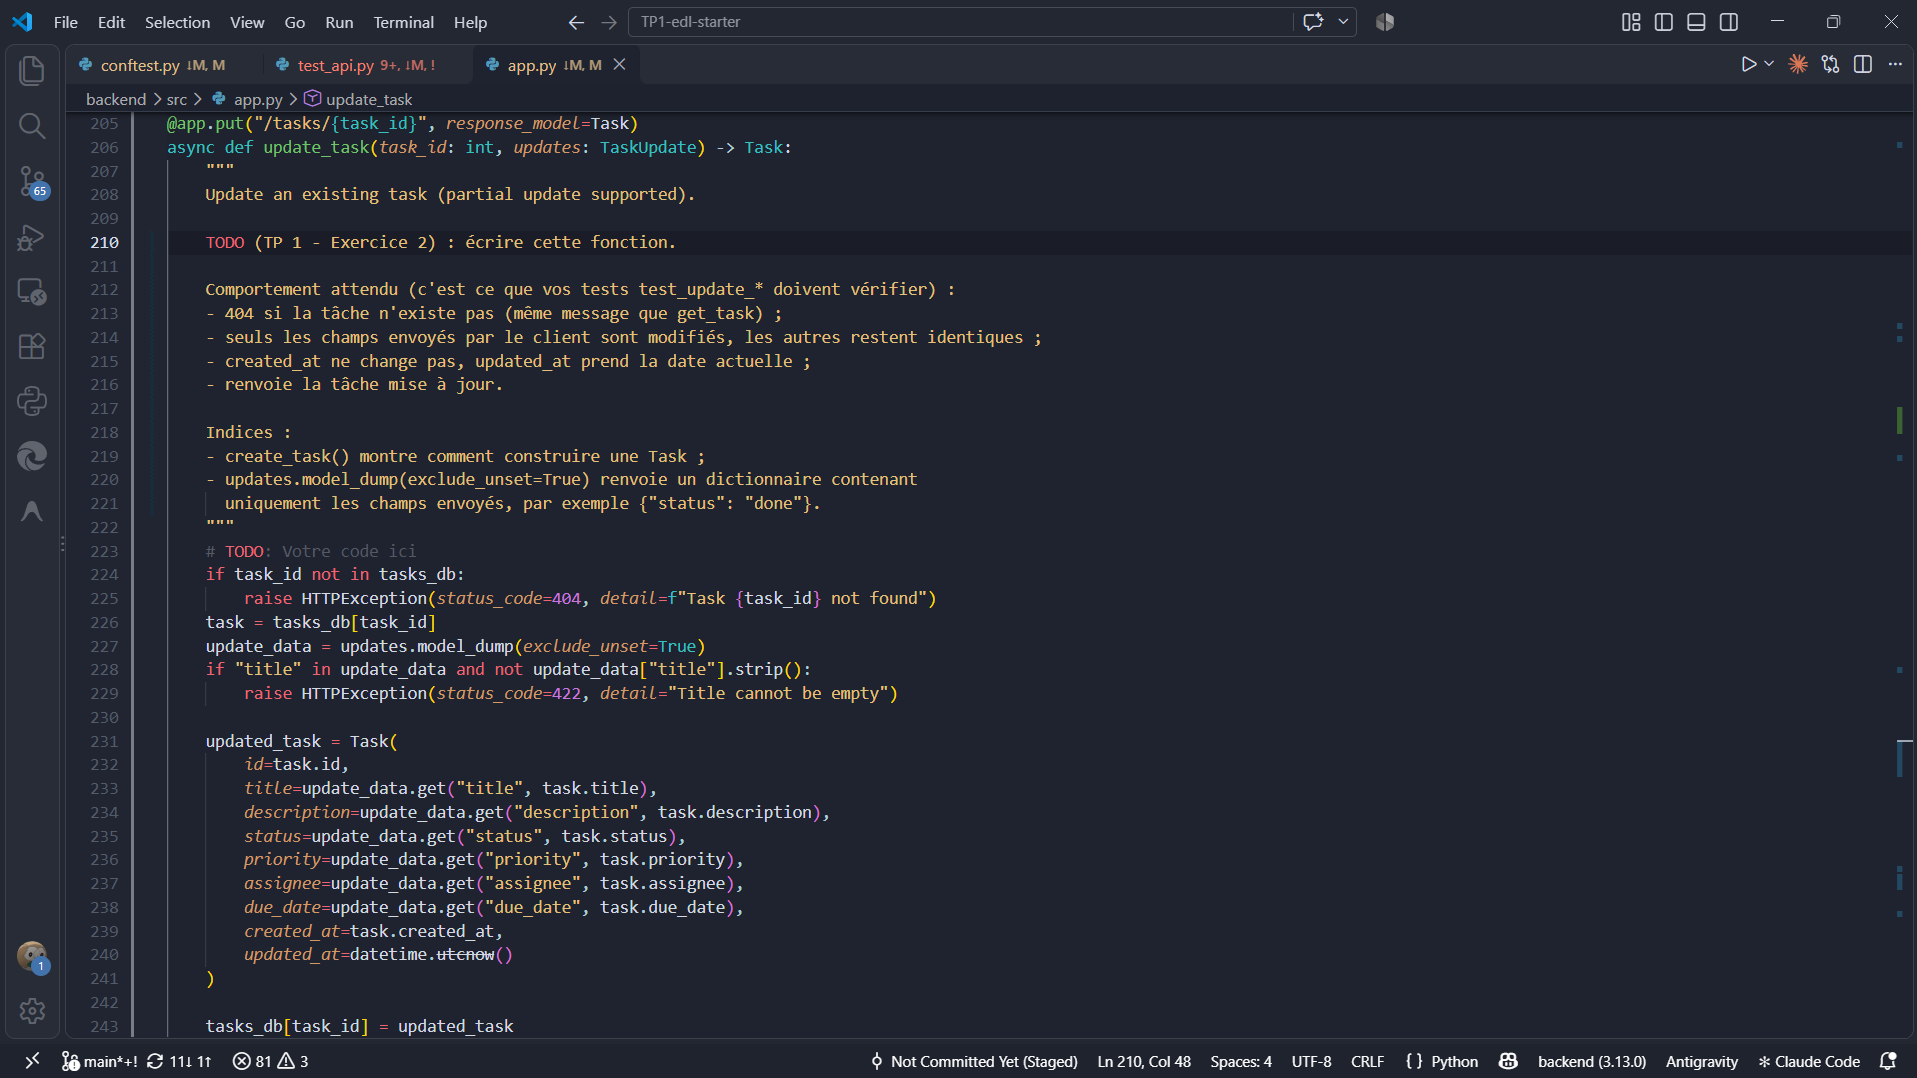 File Edit Selection View Go Run Terminal Help
TP1-edl-starter
conftest.py ↓M, M
test_api.py 9+, ↓M, !
app.py ↓M, M
backend > src > app.py > update_task
65
205 @app.put("/tasks/{task_id}", response_model=Task)
206 async def update_task(task_id: int, updates: TaskUpdate) -> Task:
207 """
208 Update an existing task (partial update supported).
209
210 TODO (TP 1 - Exercice 2) : écrire cette fonction.
211
212 Comportement attendu (c'est ce que vos tests test_update_* doivent vérifier) :
213 - 404 si la tâche n'existe pas (même message que get_task) ;
214 - seuls les champs envoyés par le client sont modifiés, les autres restent identiques ;
215 - created_at ne change pas, updated_at prend la date actuelle ;
216 - renvoie la tâche mise à jour.
217
218 Indices :
219 - create_task() montre comment construire une Task ;
220 - updates.model_dump(exclude_unset=True) renvoie un dictionnaire contenant
221 uniquement les champs envoyés, par exemple {"status": "done"}.
222 """
223 # TODO: Votre code ici
224 if task_id not in tasks_db:
225 raise HTTPException(status_code=404, detail=f"Task {task_id} not found")
226 task = tasks_db[task_id]
227 update_data = updates.model_dump(exclude_unset=True)
228 if "title" in update_data and not update_data["title"].strip():
229 raise HTTPException(status_code=422, detail="Title cannot be empty")
230
231 updated_task = Task(
232 id=task.id,
233 title=update_data.get("title", task.title),
234 description=update_data.get("description", task.description),
235 status=update_data.get("status", task.status),
236 priority=update_data.get("priority", task.priority),
237 assignee=update_data.get("assignee", task.assignee),
238 due_date=update_data.get("due_date", task.due_date),
239 created_at=task.created_at,
240 updated_at=datetime.utcnow()
241 )
242
243 tasks_db[task_id] = updated_task
1
main*+! 11↓ 1↑ 81 3 Not Committed Yet (Staged) Ln 210, Col 48 Spaces: 4 UTF-8 CRLF {} Python backend (3.13.0) Antigravity Claude Code